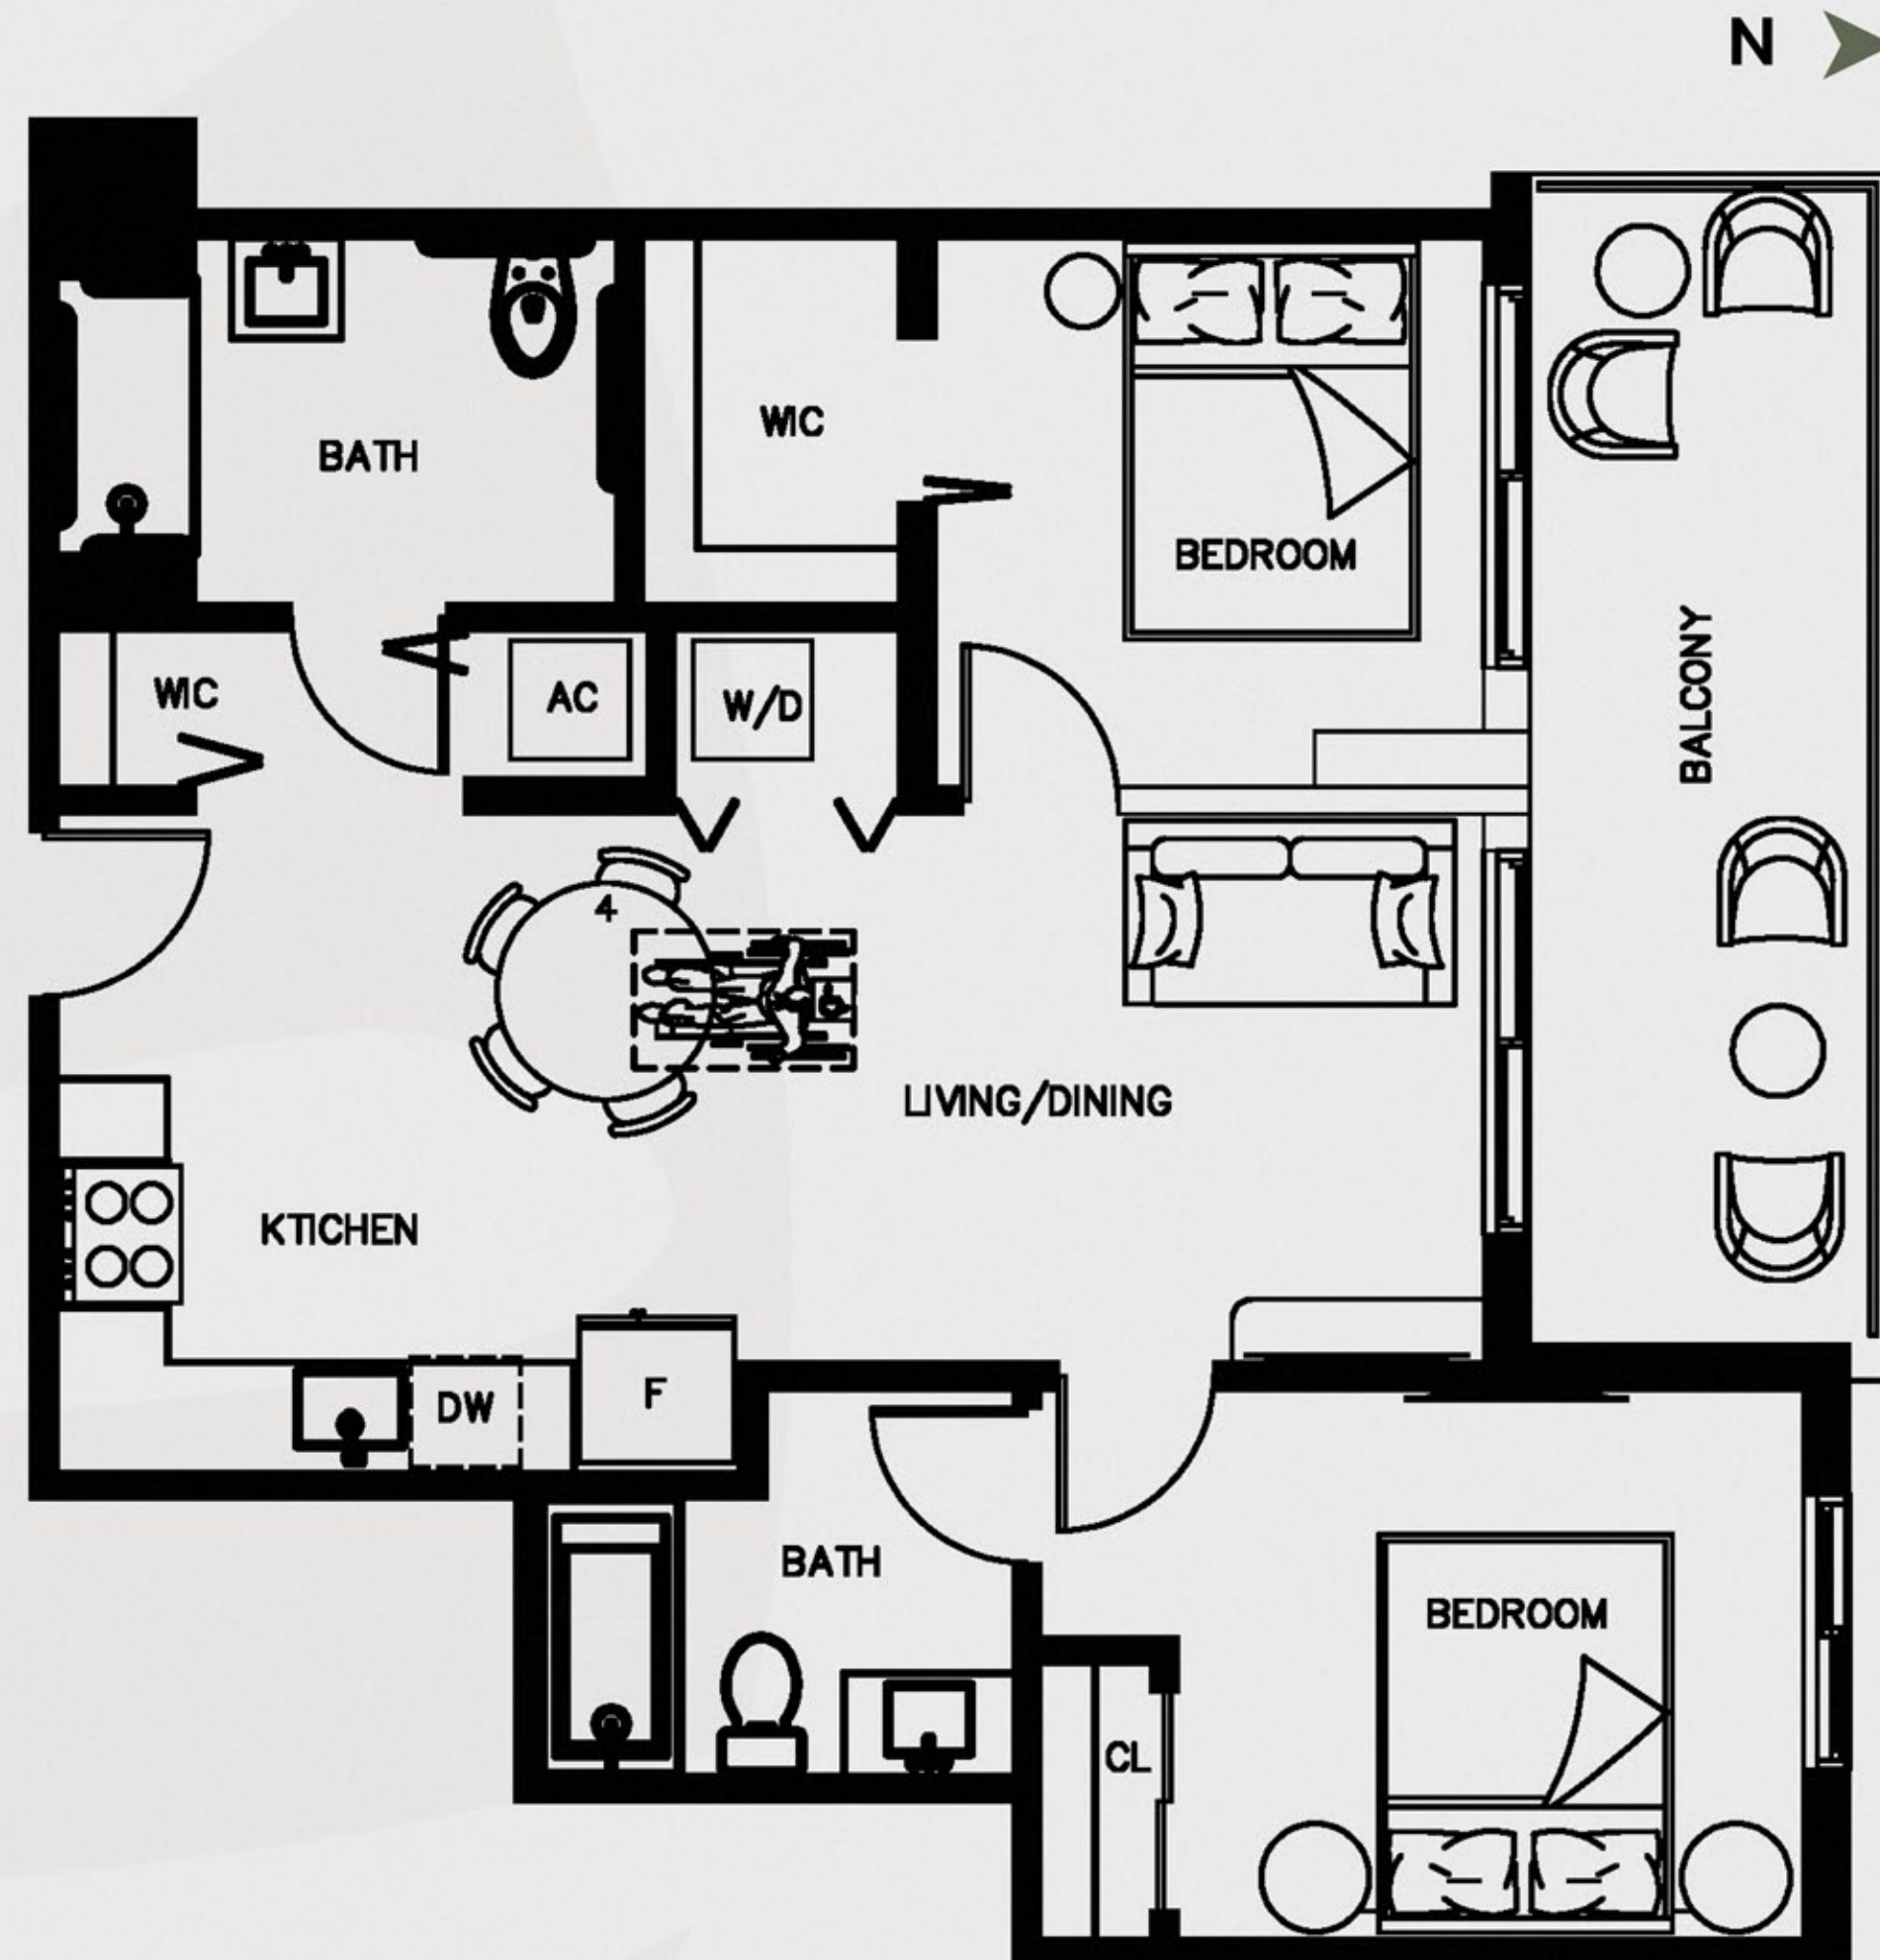 N
WIC
BATH
BEDROOM
WIC
AC
W/D
BALCONY
4
LIVING/DINING
KTICHEN
DW
F
BATH
BEDROOM
CL